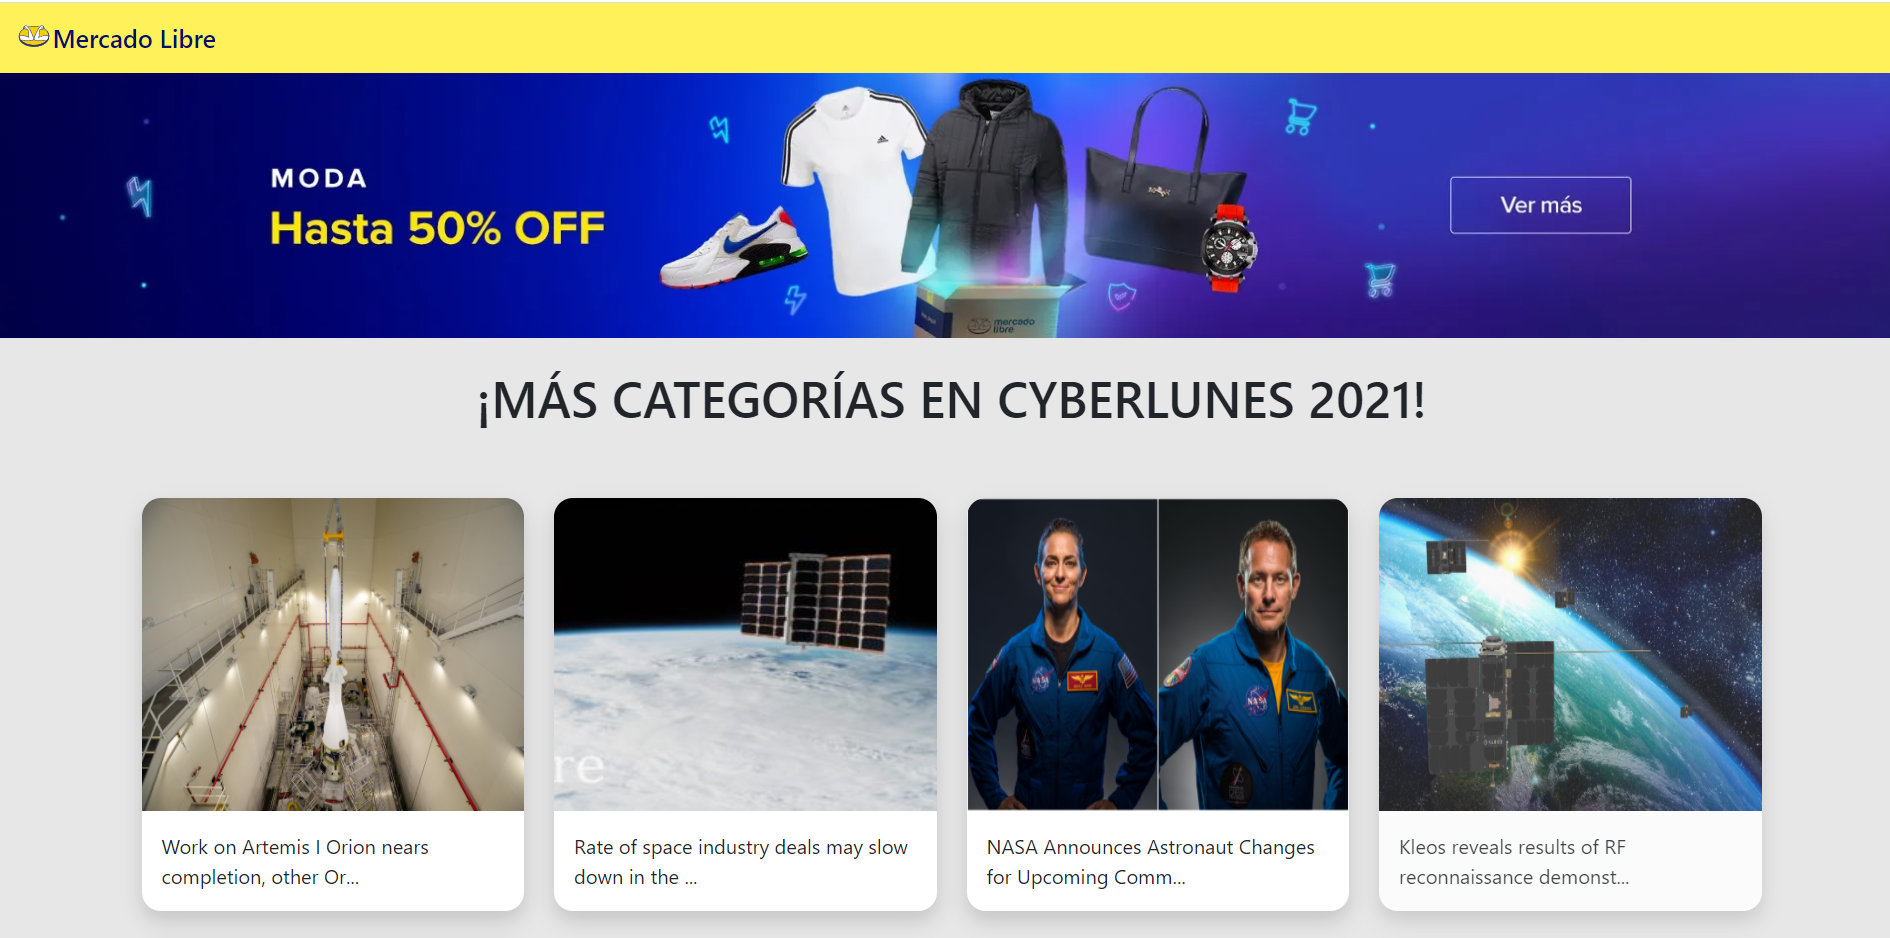 Mercado Libre
MODA
Hasta 50% OFF
Ver más
mercado
libre
¡MÁS CATEGORÍAS EN CYBERLUNES 2021!
re
NASA
NASA
Work on Artemis I Orion nears
completion, other Or...
Rate of space industry deals may slow
down in the ...
NASA Announces Astronaut Changes
for Upcoming Comm...
Kleos reveals results of RF
reconnaissance demonst...